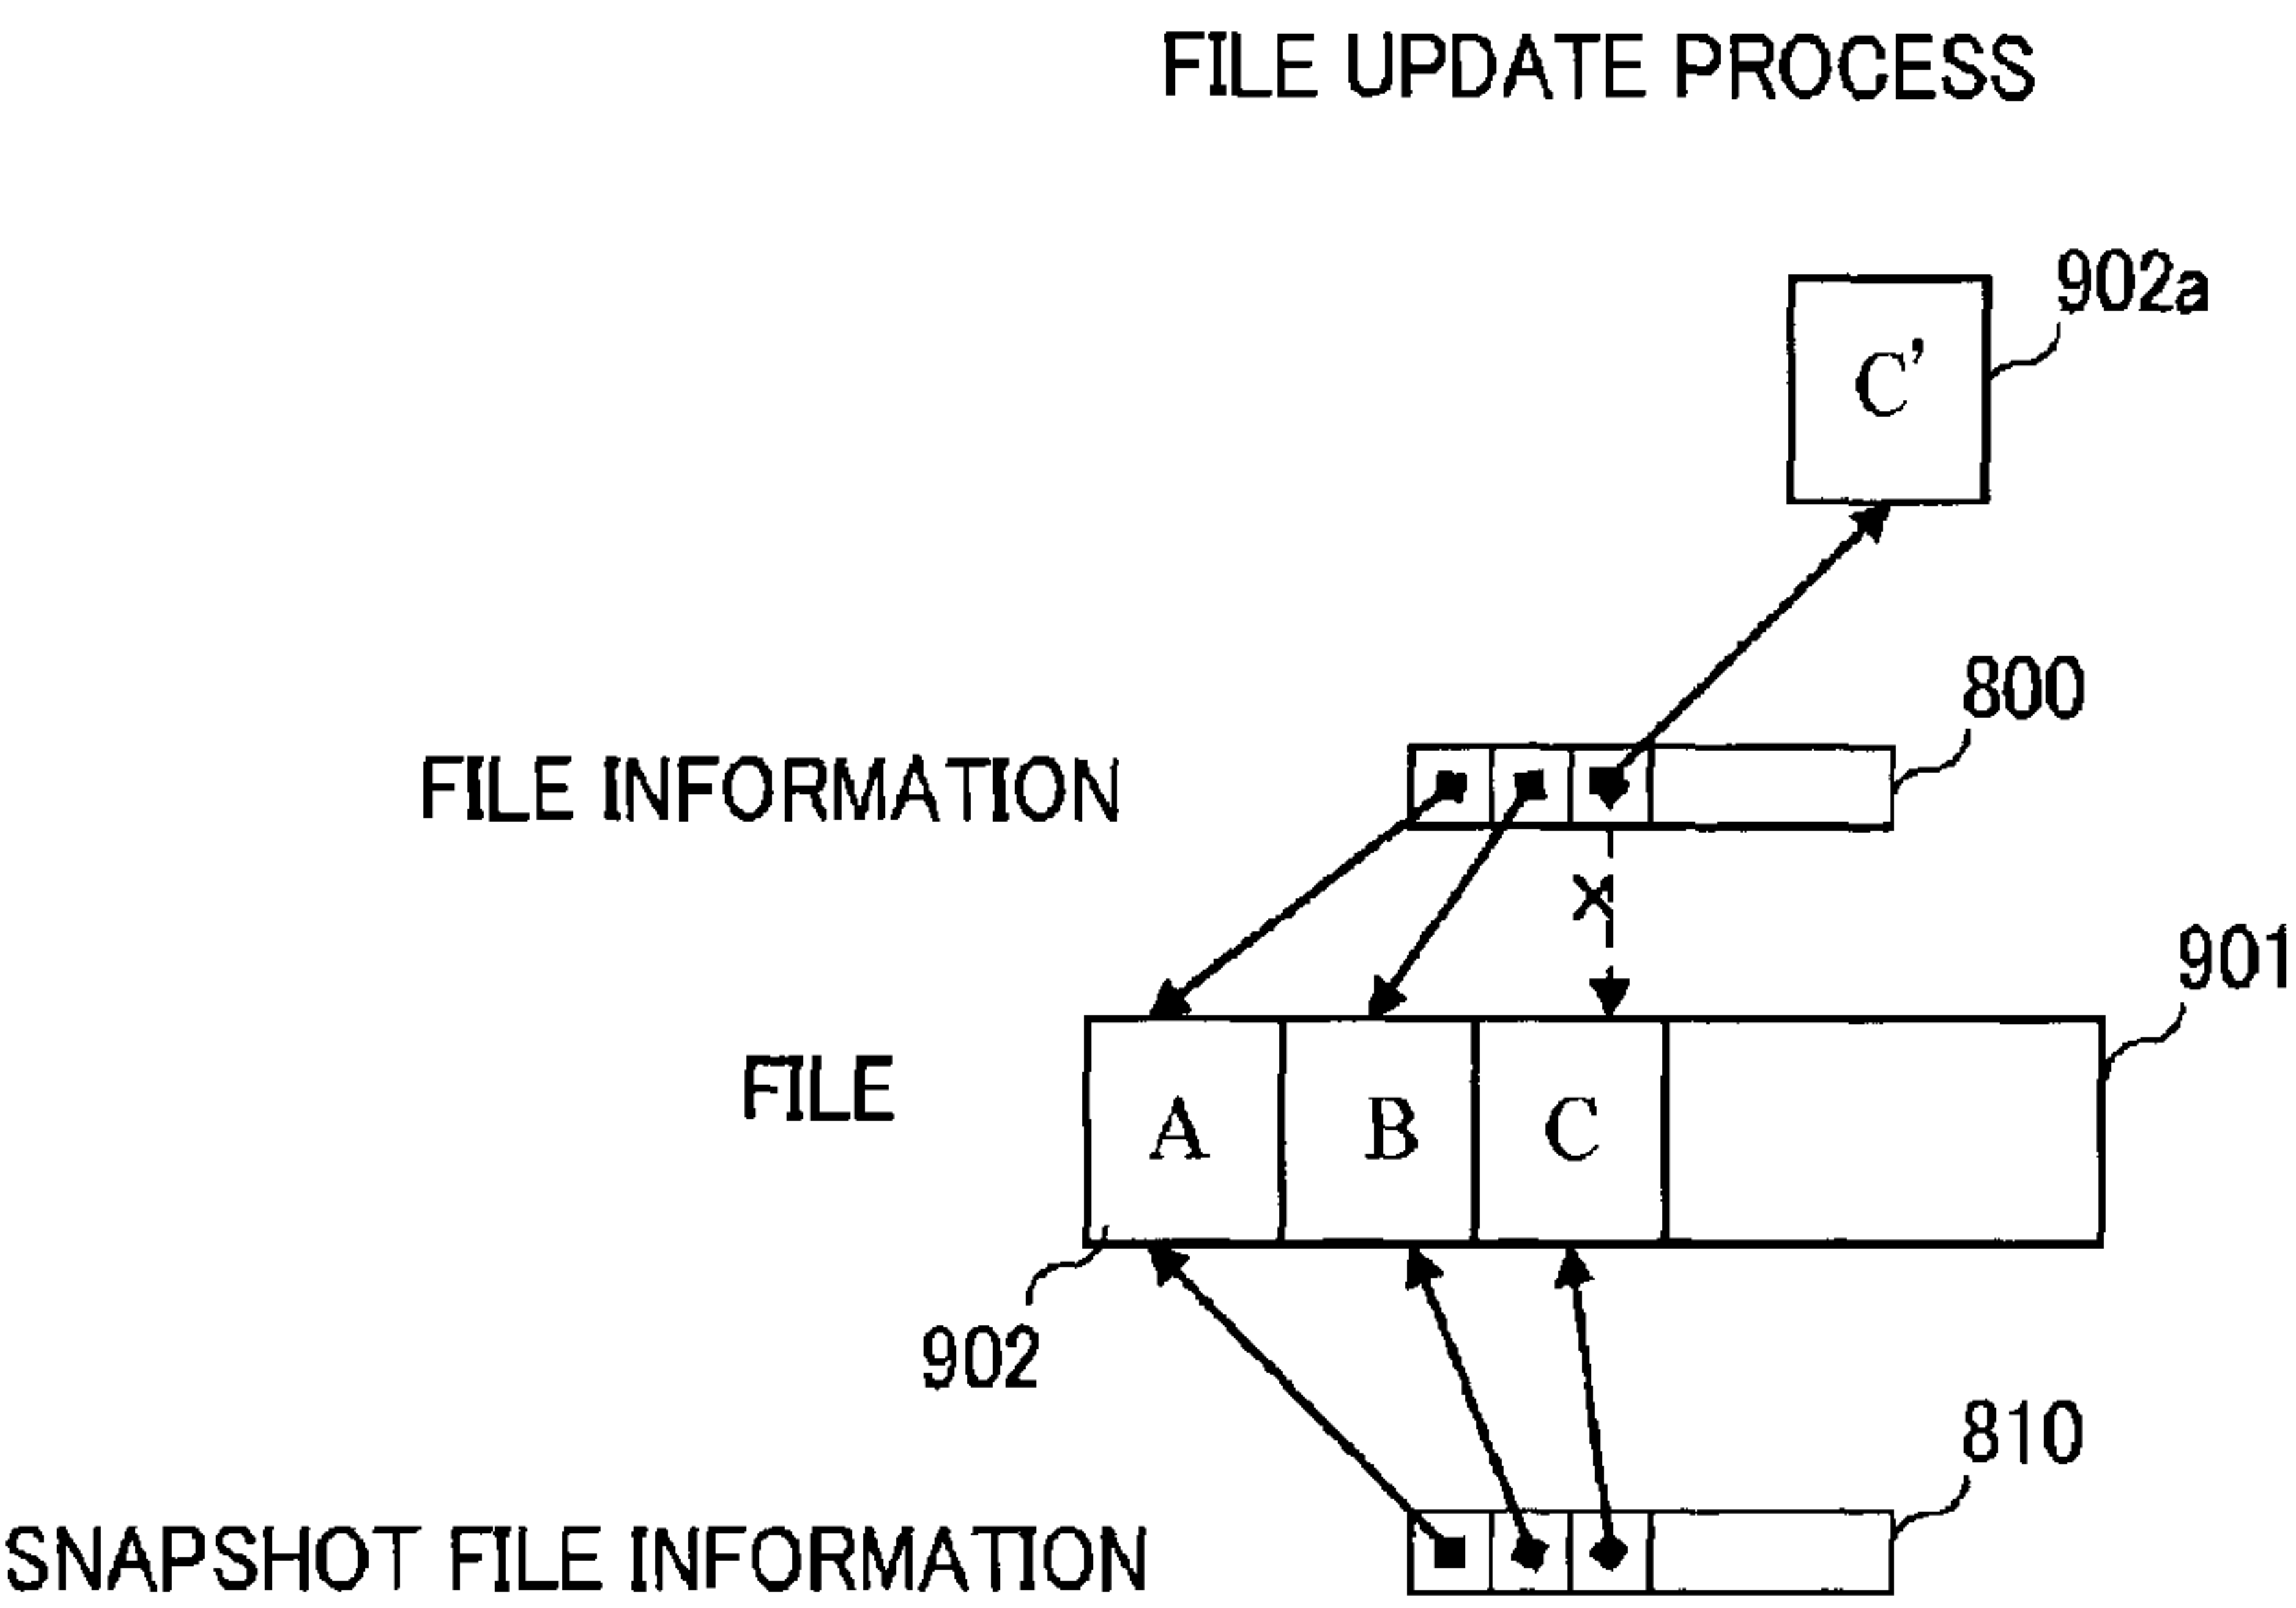 FILE UPDATE PROCESS
902a
C'
800
FILE INFORMATION
X
901
FILE
A B C
902
810
SNAPSHOT FILE INFORMATION